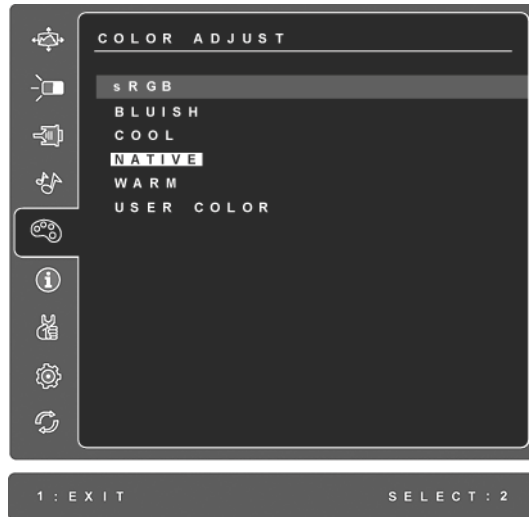 COLOR ADJUST
sRGB
BLUISH
COOL
NATIVE
WARM
USER COLOR
1:EXIT SELECT:2